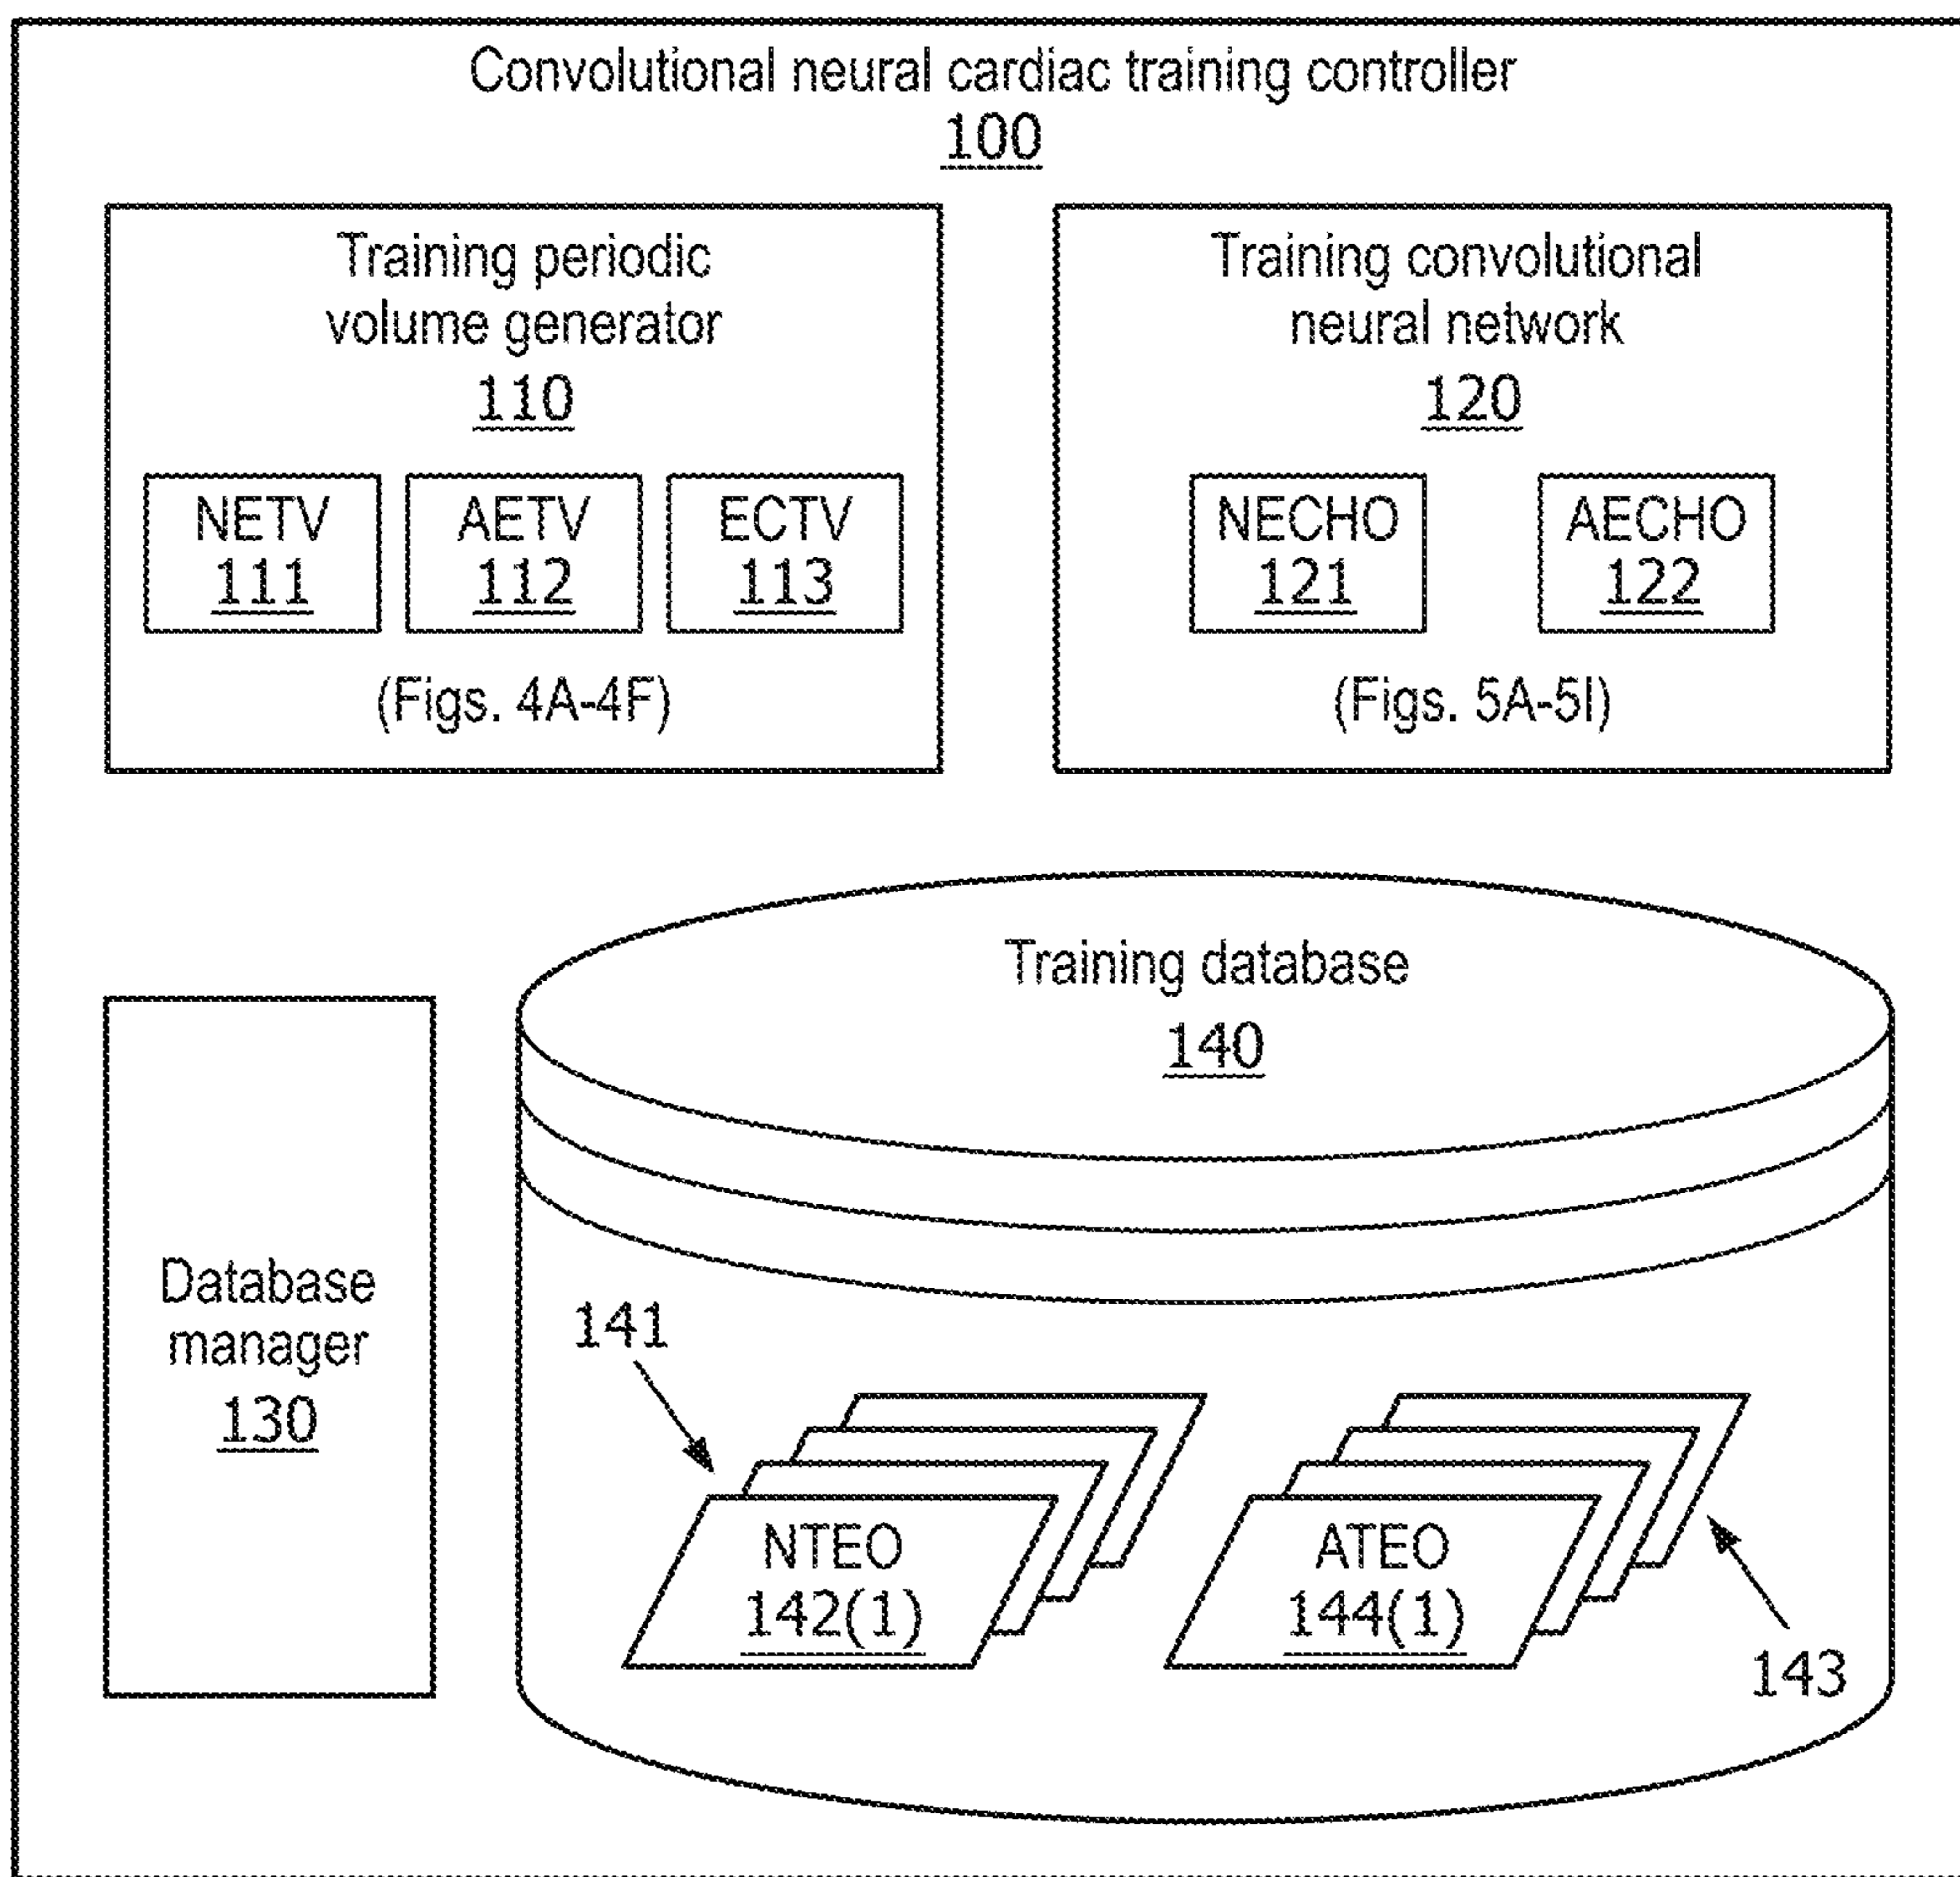 Convolutional neural cardiac training controller
100
Training periodic
volume generator
110
NETV
111
AETV
112
ECTV
113
(Figs. 4A-4F)
Training convolutional
neural network
120
NECHO
121
AECHO
122
(Figs. 5A-5I)
Database
manager
130
Training database
140
141
NTEO
142(1)
ATEO
144(1)
143